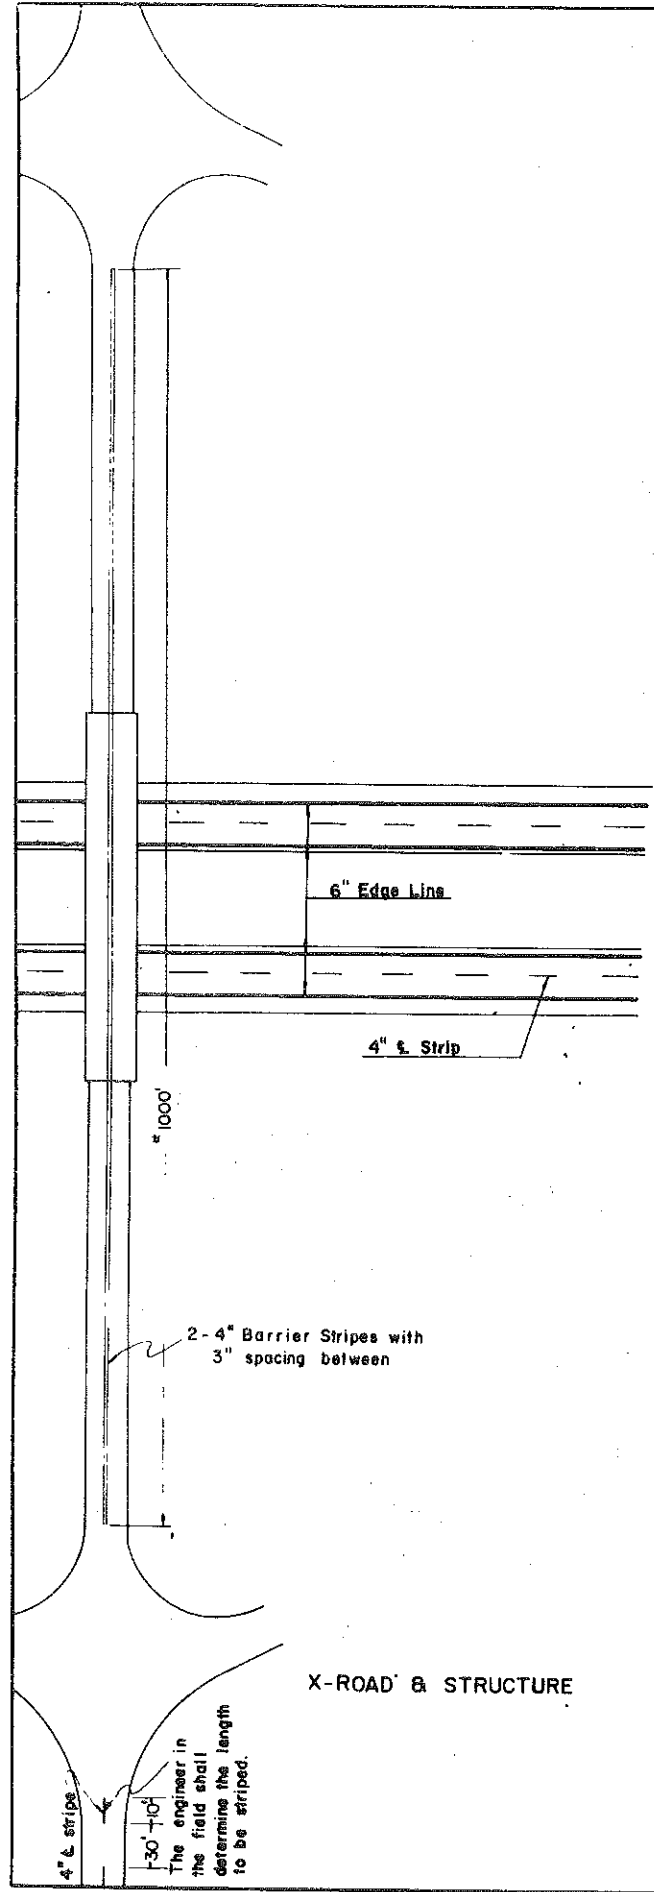 6" Edge Line
4" ℄ Strip
≈1000'
2-4" Barrier Stripes with
3" spacing between
X-ROAD & STRUCTURE
4" ℄ stripe
30' 10'
The engineer in
the field shall
determine the length
to be striped.